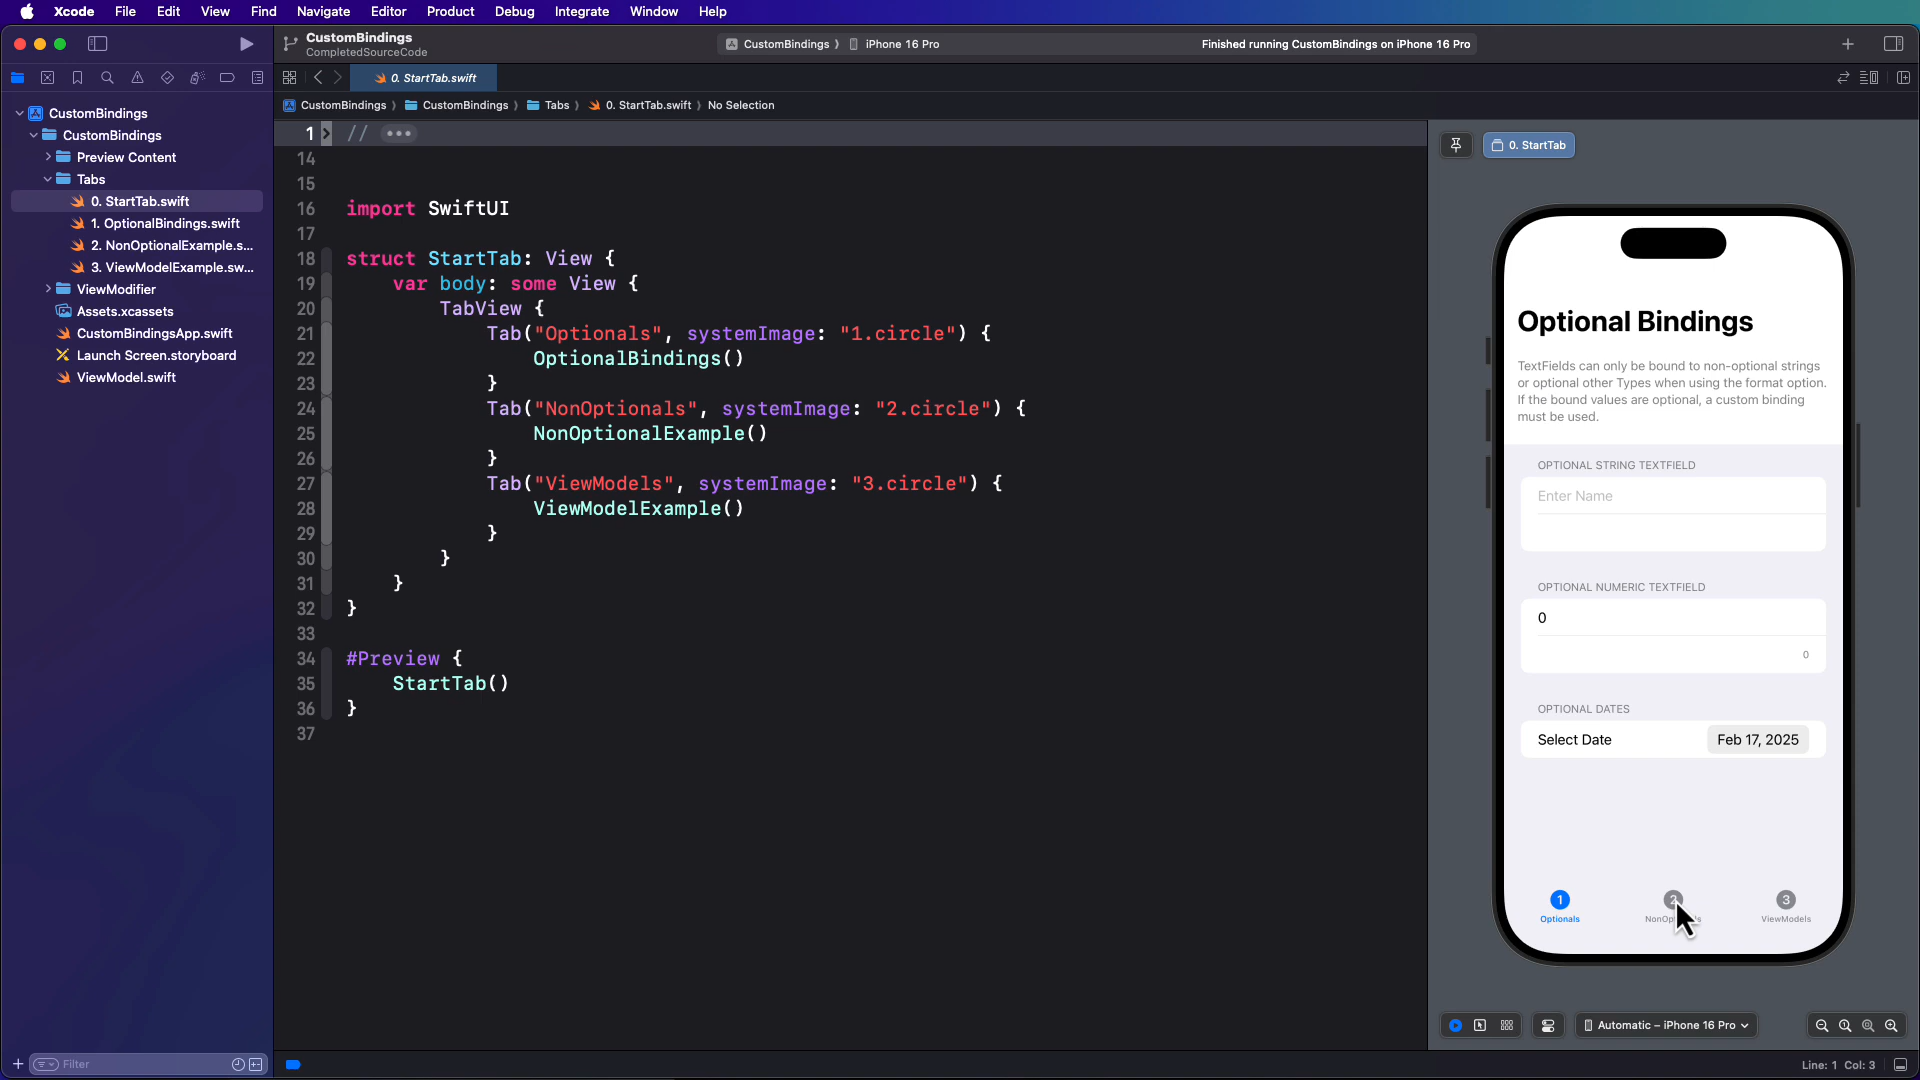 Xcode File Edit View Find Navigate Editor Product Debug Integrate Window Help
CustomBindings
CompletedSourceCode
CustomBindings iPhone 16 Pro
Finished running CustomBindings on iPhone 16 Pro
0. StartTab.swift
CustomBindings CustomBindings Tabs 0. StartTab.swift No Selection
CustomBindings
CustomBindings
Preview Content
Tabs
0. StartTab.swift
1. OptionalBindings.swift
2. NonOptionalExample.s...
3. ViewModelExample.sw...
ViewModifier
Assets.xcassets
CustomBindingsApp.swift
Launch Screen.storyboard
ViewModel.swift
Filter
1 // •••
14
15
16 import SwiftUI
17
18 struct StartTab: View {
19 var body: some View {
20 TabView {
21 Tab("Optionals", systemImage: "1.circle") {
22 OptionalBindings()
23 }
24 Tab("NonOptionals", systemImage: "2.circle") {
25 NonOptionalExample()
26 }
27 Tab("ViewModels", systemImage: "3.circle") {
28 ViewModelExample()
29 }
30 }
31 }
32 }
33
34 #Preview {
35 StartTab()
36 }
37
0. StartTab
Optional Bindings
TextFields can only be bound to non-optional strings
or optional other Types when using the format option.
If the bound values are optional, a custom binding
must be used.
OPTIONAL STRING TEXTFIELD
Enter Name
OPTIONAL NUMERIC TEXTFIELD
0
0
OPTIONAL DATES
Select Date Feb 17, 2025
1 2 3
Optionals ViewModels
Automatic – iPhone 16 Pro
Line: 1 Col: 3